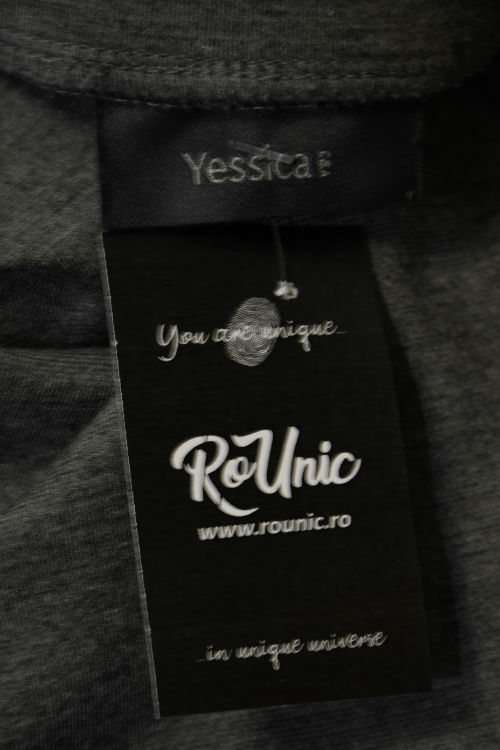 Yessica
You are unique...
RoUnic
www.rounic.ro
...in unique universe